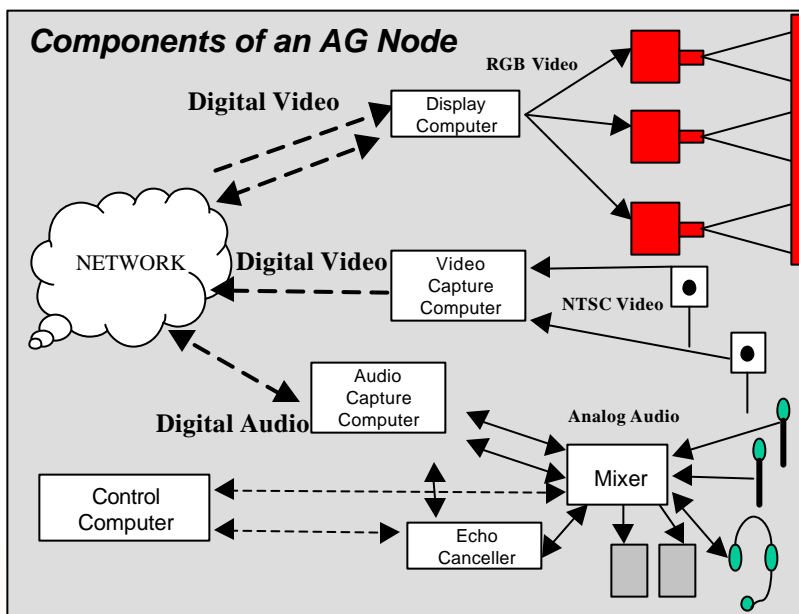 Components of an AG Node
RGB Video
Digital Video
Display
Computer
NETWORK
Digital Video
Video
Capture
Computer
NTSC Video
Audio
Capture
Computer
Digital Audio
Analog Audio
Mixer
Control
Computer
Echo
Canceller